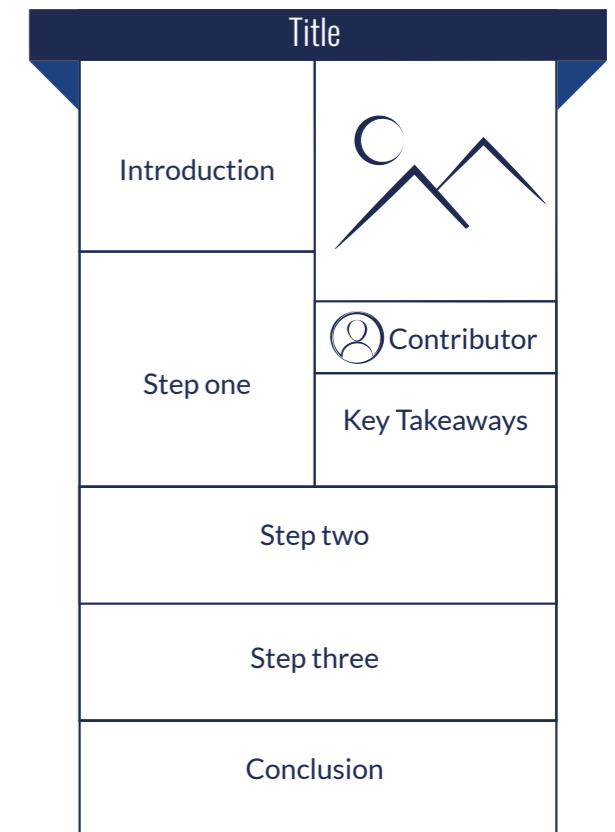 Title
Introduction
Step one
Contributor
Key Takeaways
Step two
Step three
Conclusion